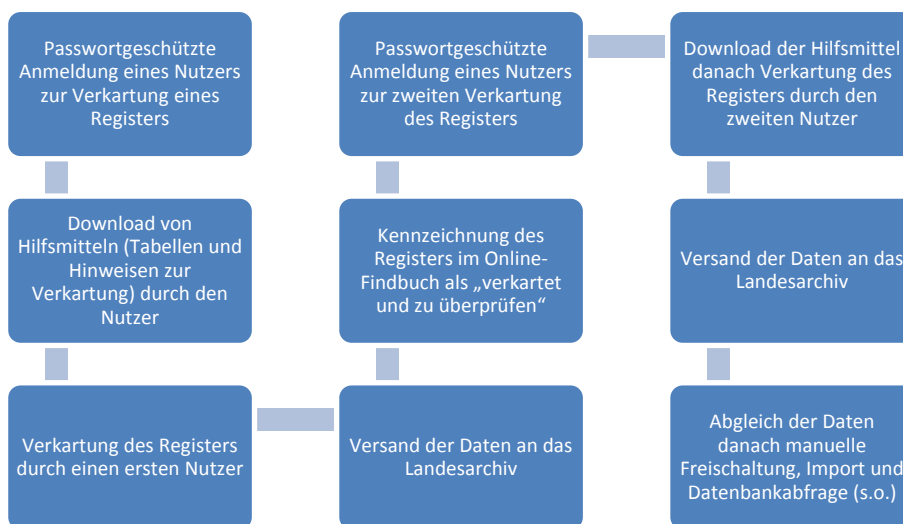 Passwortgeschützte
Anmeldung eines Nutzers
zur Verkartung eines
Registers
Download von
Hilfsmitteln (Tabellen und
Hinweisen zur
Verkartung) durch den
Nutzer
Verkartung des Registers
durch einen ersten Nutzer
Versand der Daten an das
Landesarchiv
Kennzeichnung des
Registers im Online-
Findbuch als „verkartet
und zu überprüfen“
Passwortgeschützte
Anmeldung eines Nutzers
zur zweiten Verkartung
des Registers
Download der Hilfsmittel
danach Verkartung des
Registers durch den
zweiten Nutzer
Versand der Daten an das
Landesarchiv
Abgleich der Daten
danach manuelle
Freischaltung, Import und
Datenbankabfrage (s.o.)